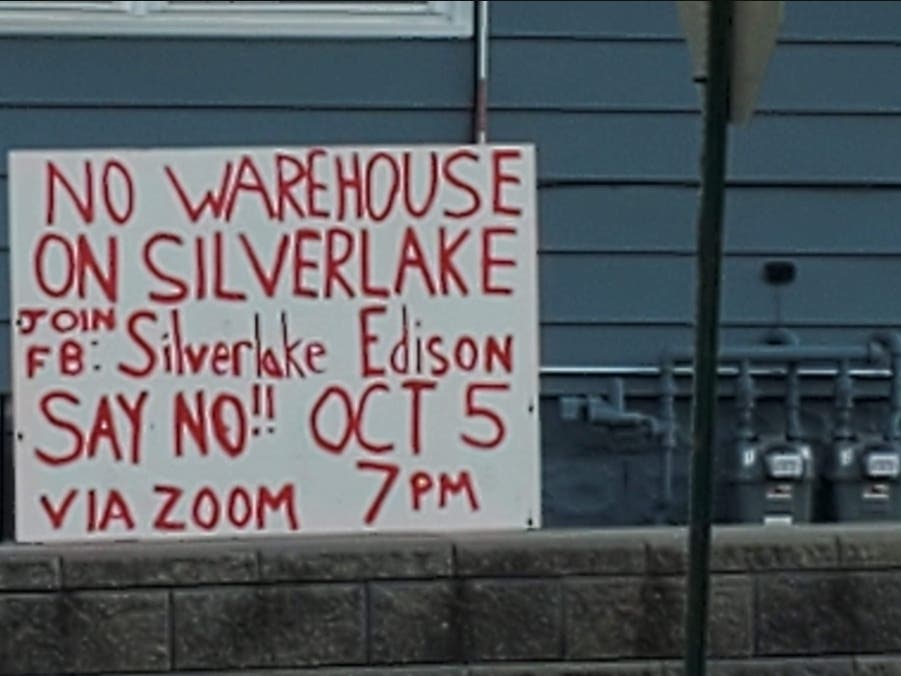 NO WAREHOUSE
ON SILVERLAKE
JOIN
FB: Silverlake Edison
SAY NO!! OCT 5
VIA ZOOM 7PM